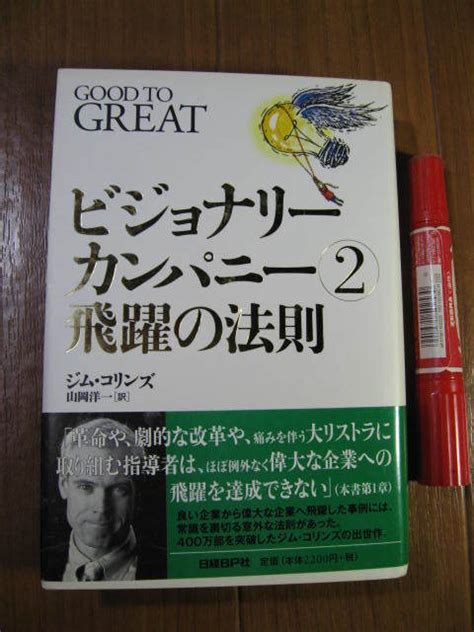 GOOD TO
GREAT
ビジョナリー
カンパニー②
飛躍の法則
ジム・コリンズ
山岡洋一[訳]
「革命や、劇的な改革や、痛みを伴う大リストラに
取り組む指導者は、ほぼ例外なく偉大な企業への
飛躍を達成できない」(本書第1章)
良い企業から偉大な企業へ飛躍した事例には、
常識を裏切る意外な法則があった。
400万部を突破したジム・コリンズの出世作。
日経BP社 定価(本体2200円+税)